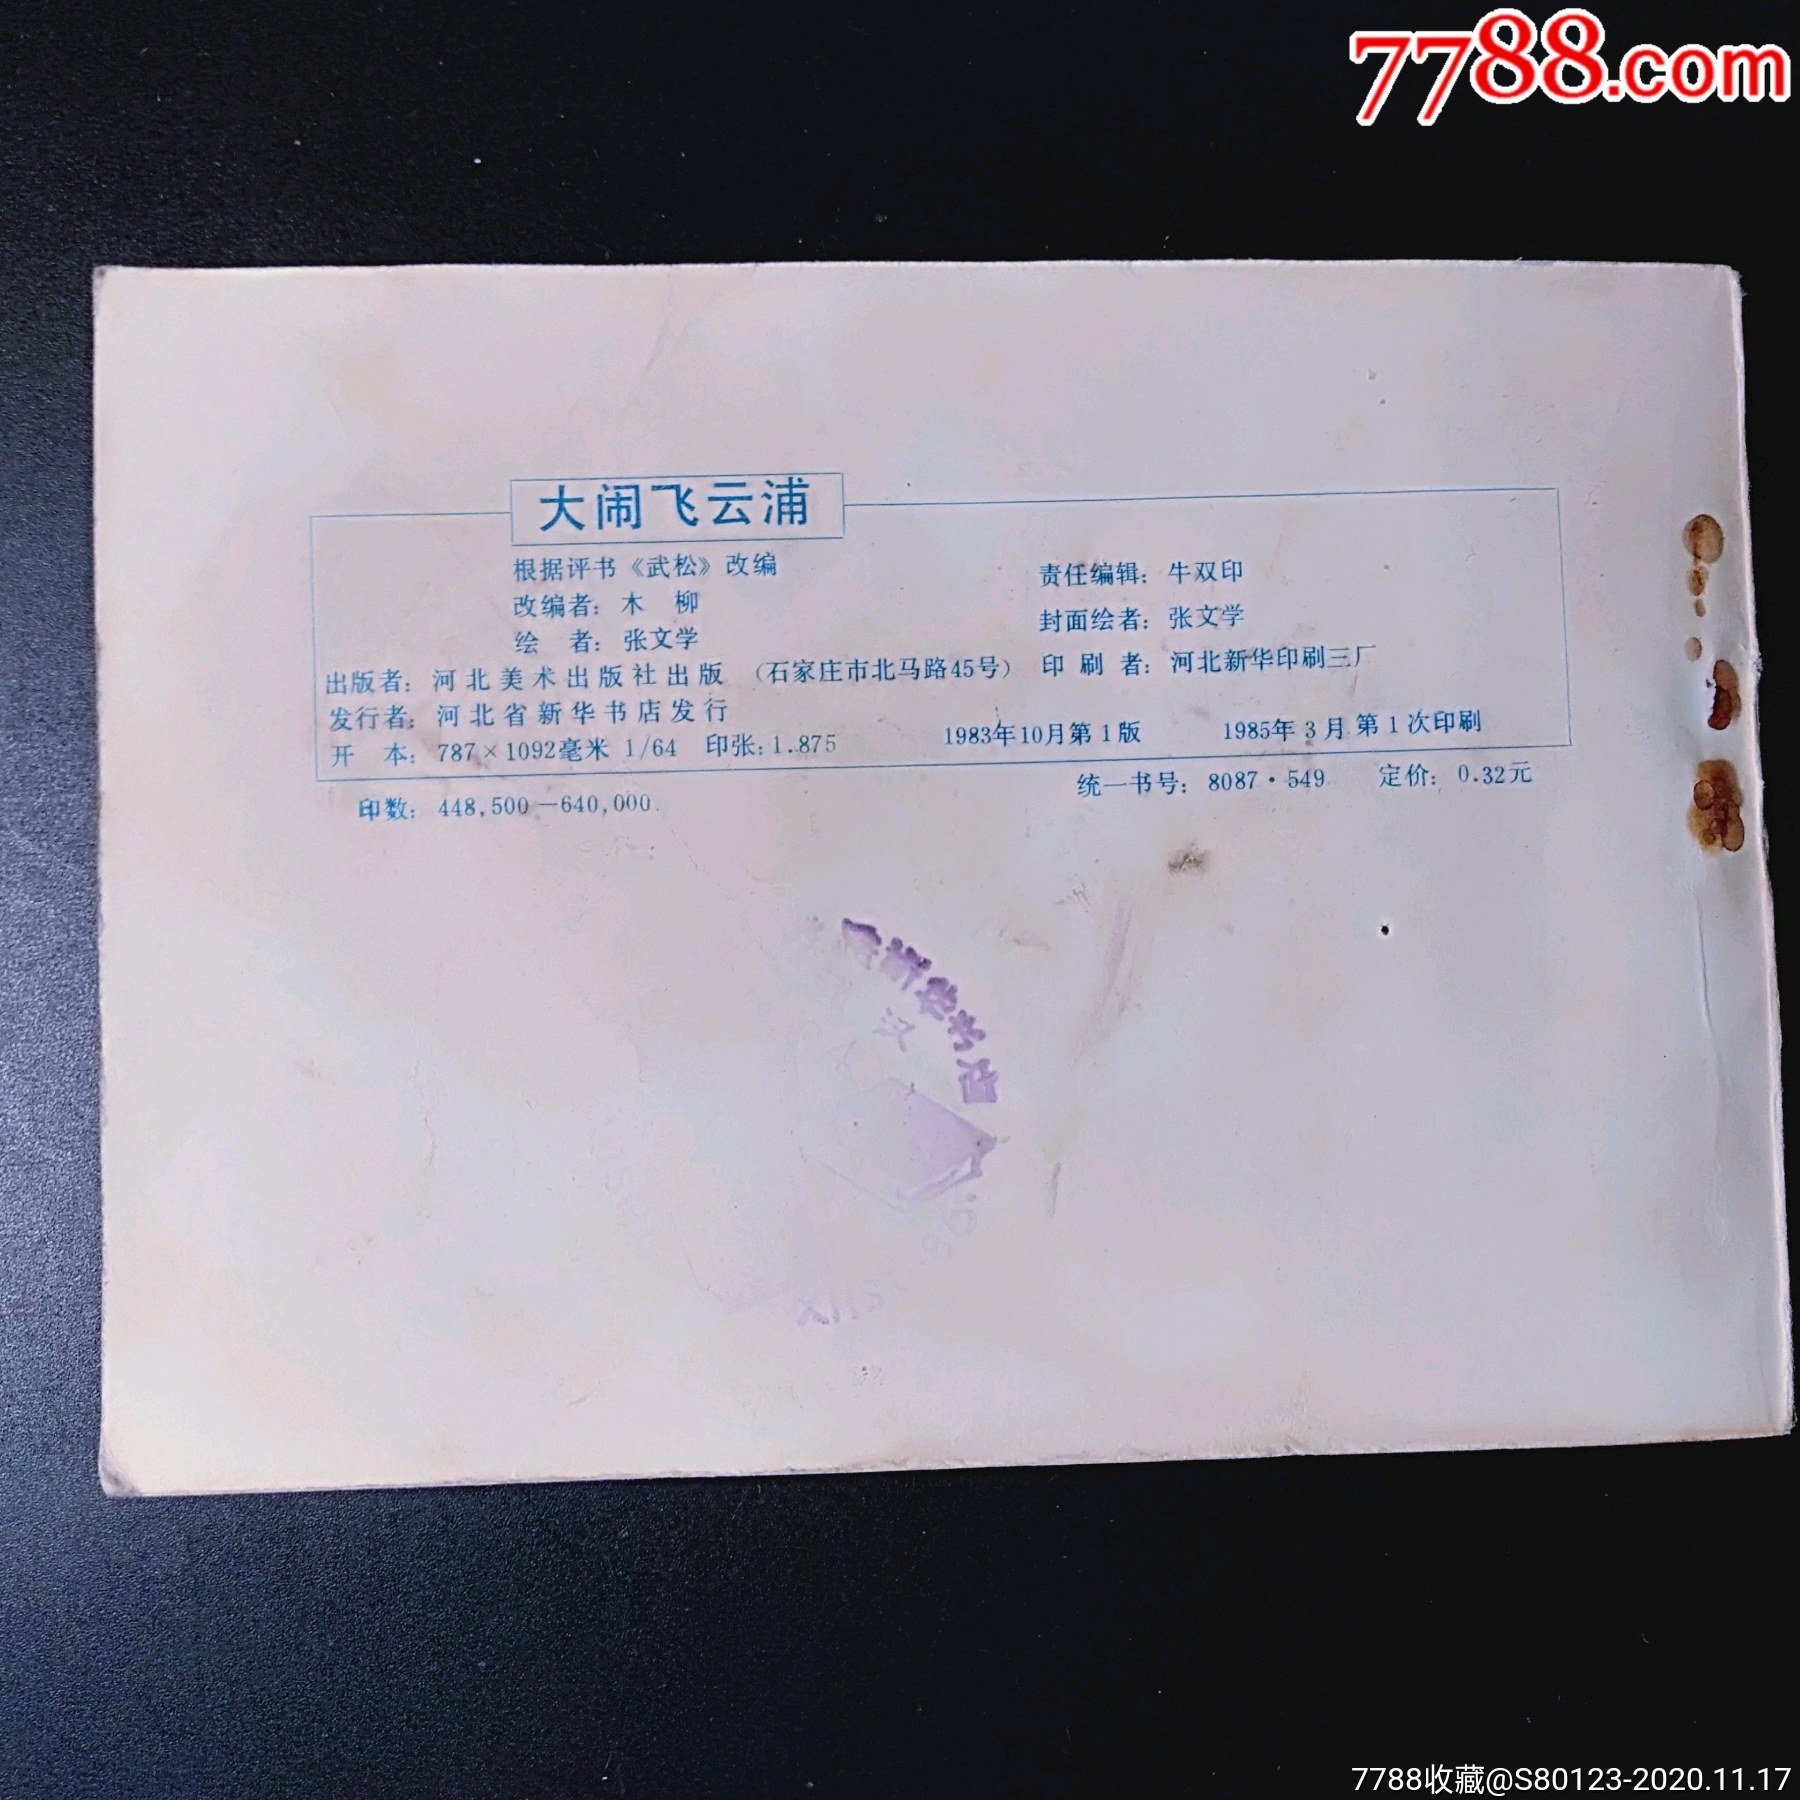 7788.com
大闹飞云浦
根据评书《武松》改编
改编者：木　柳
绘　者：张文学
责任编辑：牛双印
封面绘者：张文学
出版者：河北美术出版社出版　（石家庄市北马路45号）　印刷者：河北新华印刷三厂
发行者：河北省新华书店发行
开　本：787×1092毫米 1/64　印张：1.875　1983年10月第1版　1985年3月第1次印刷
印数：448,500－640,000　统一书号：8087·549　定价：0.32元
新华书店
汉
7788收藏@S80123-2020.11.17